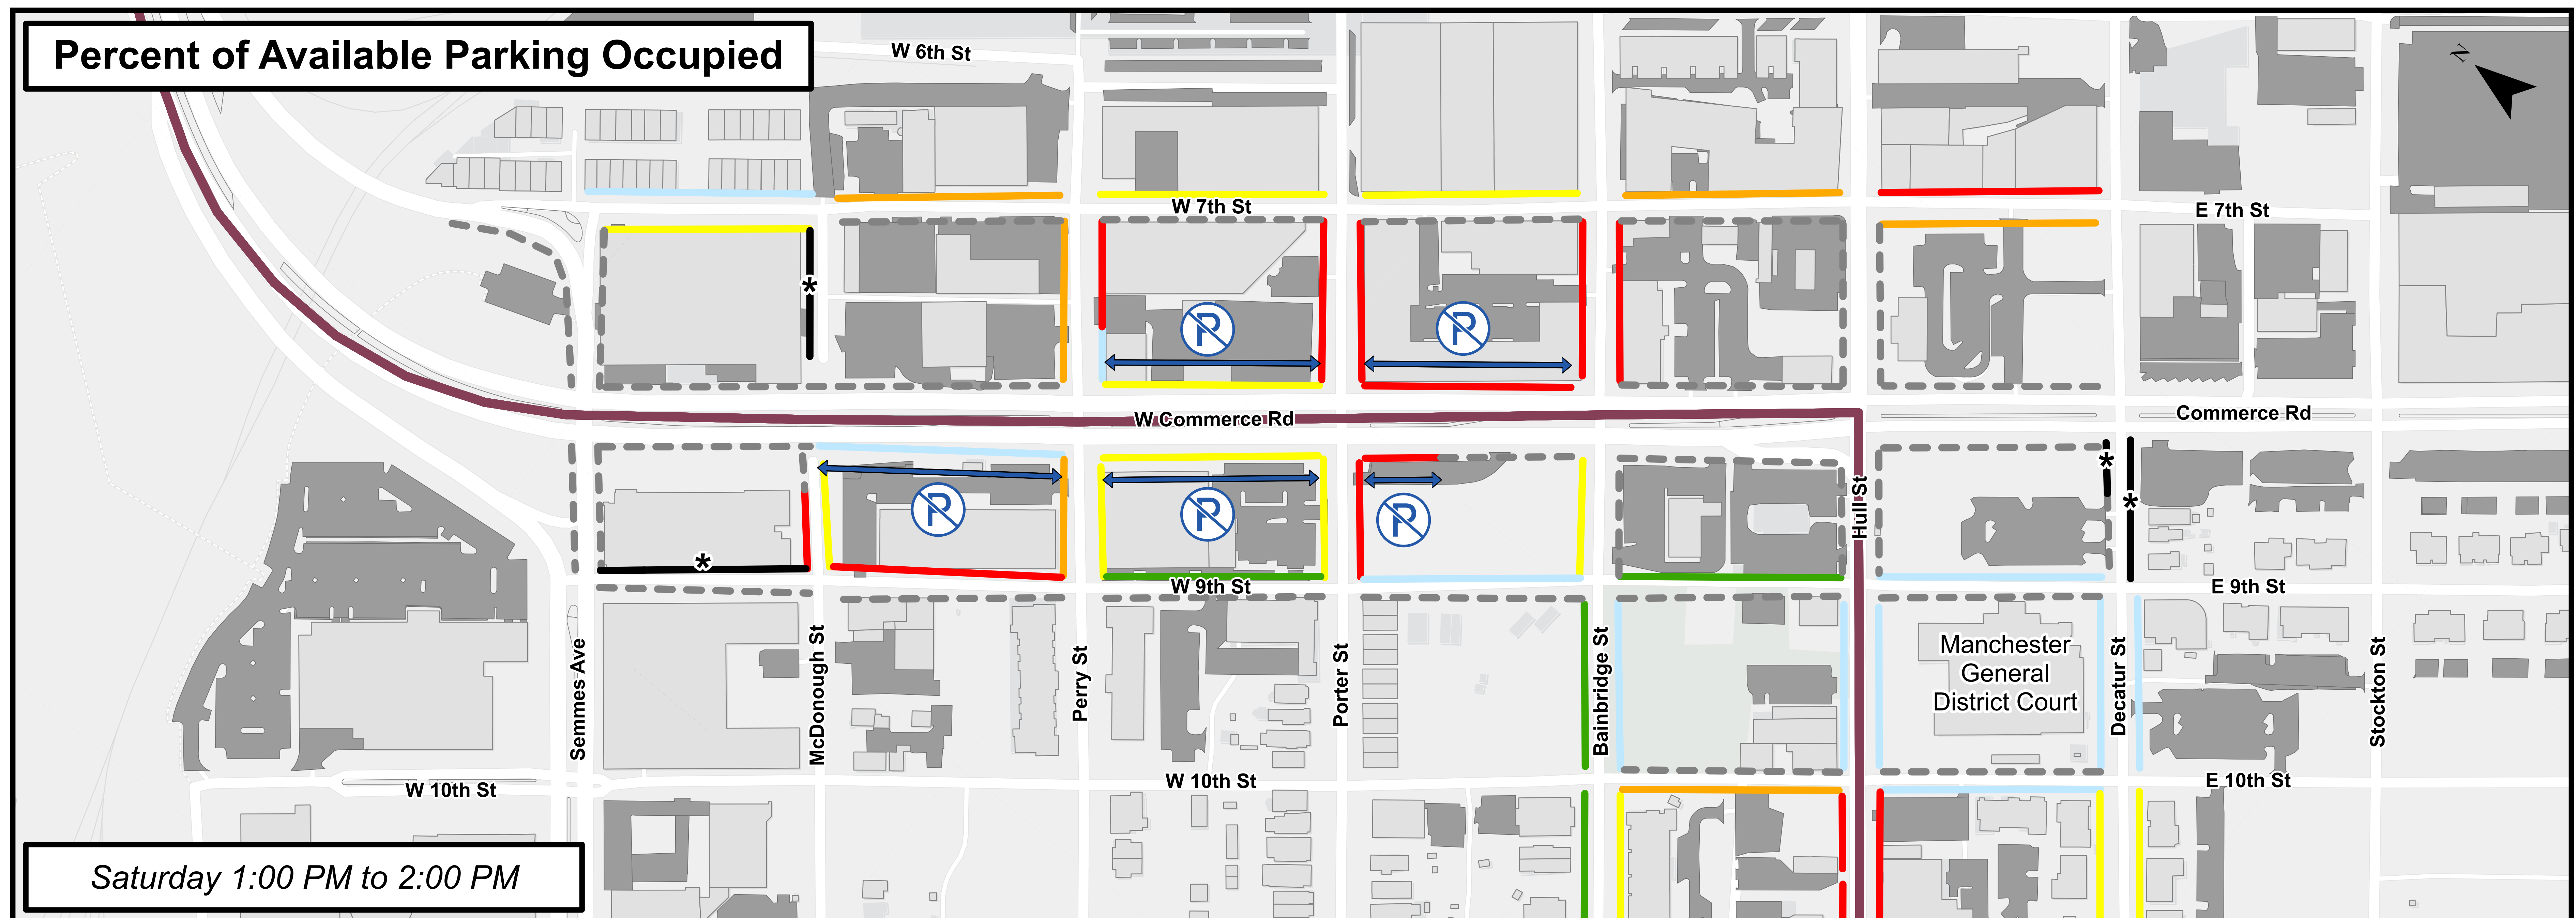 Percent of Available Parking Occupied
W 6th St
N
W 7th St
E 7th St
*
P
P
W Commerce Rd
Commerce Rd
*
*
*
P
P
P
Hull St
W 9th St
E 9th St
Semmes Ave
McDonough St
Perry St
Porter St
Bainbridge St
Manchester
General
District Court
Decatur St
Stockton St
W 10th St
W 10th St
E 10th St
Saturday 1:00 PM to 2:00 PM